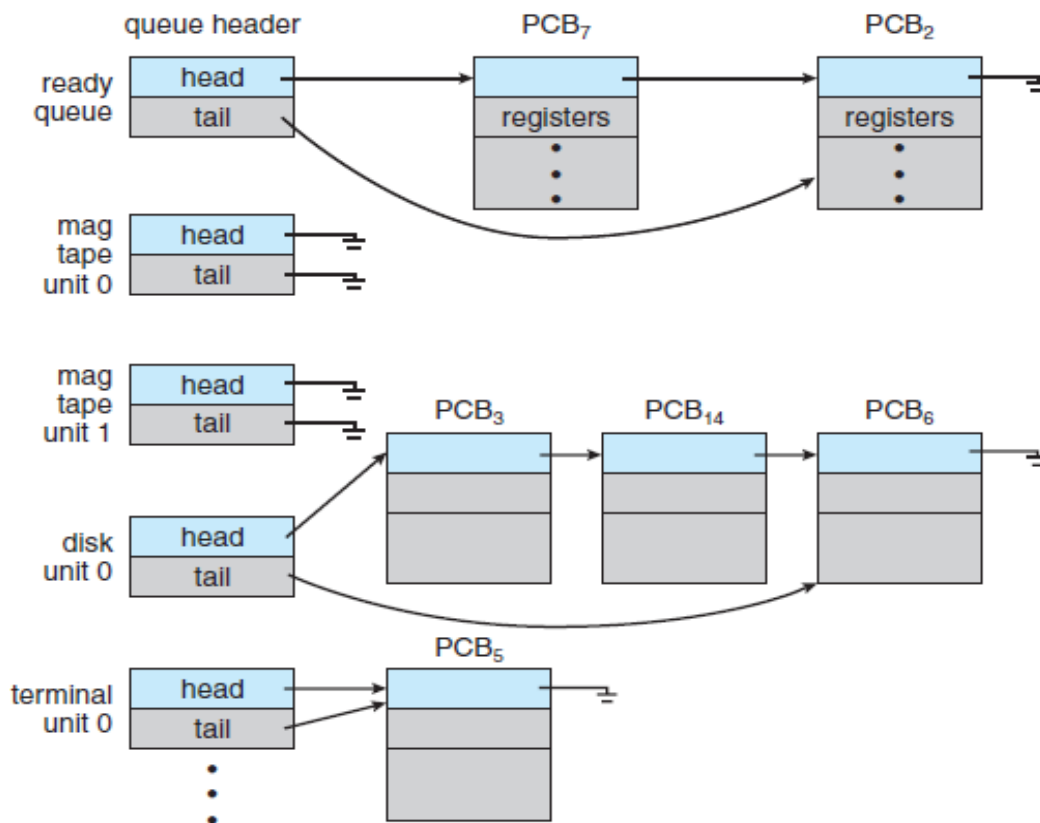 queue header
PCB₇
PCB₂
ready
queue
head
tail
registers
registers
mag
tape
unit 0
head
tail
mag
tape
unit 1
head
tail
PCB₃
PCB₁₄
PCB₆
disk
unit 0
head
tail
PCB₅
terminal
unit 0
head
tail